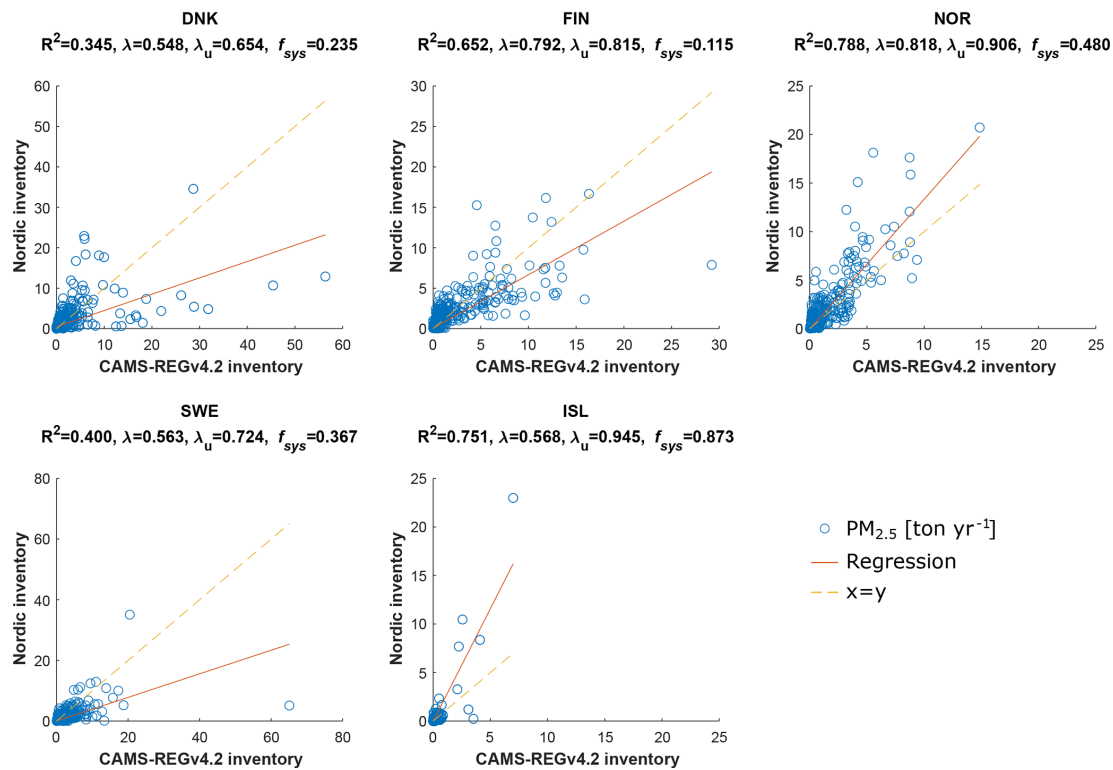 DNK
R²=0.345, λ=0.548, λᵤ=0.654, f_sys=0.235
60
50
40
30
20
10
0
Nordic inventory
0 10 20 30 40 50 60
CAMS-REGv4.2 inventory
FIN
R²=0.652, λ=0.792, λᵤ=0.815, f_sys=0.115
30
25
20
15
10
5
0
Nordic inventory
0 5 10 15 20 25 30
CAMS-REGv4.2 inventory
NOR
R²=0.788, λ=0.818, λᵤ=0.906, f_sys=0.480
25
20
15
10
5
0
Nordic inventory
0 5 10 15 20 25
CAMS-REGv4.2 inventory
SWE
R²=0.400, λ=0.563, λᵤ=0.724, f_sys=0.367
80
60
40
20
0
Nordic inventory
0 20 40 60 80
CAMS-REGv4.2 inventory
ISL
R²=0.751, λ=0.568, λᵤ=0.945, f_sys=0.873
25
20
15
10
5
0
Nordic inventory
0 5 10 15 20 25
CAMS-REGv4.2 inventory
PM₂.₅ [ton yr⁻¹]
Regression
x=y